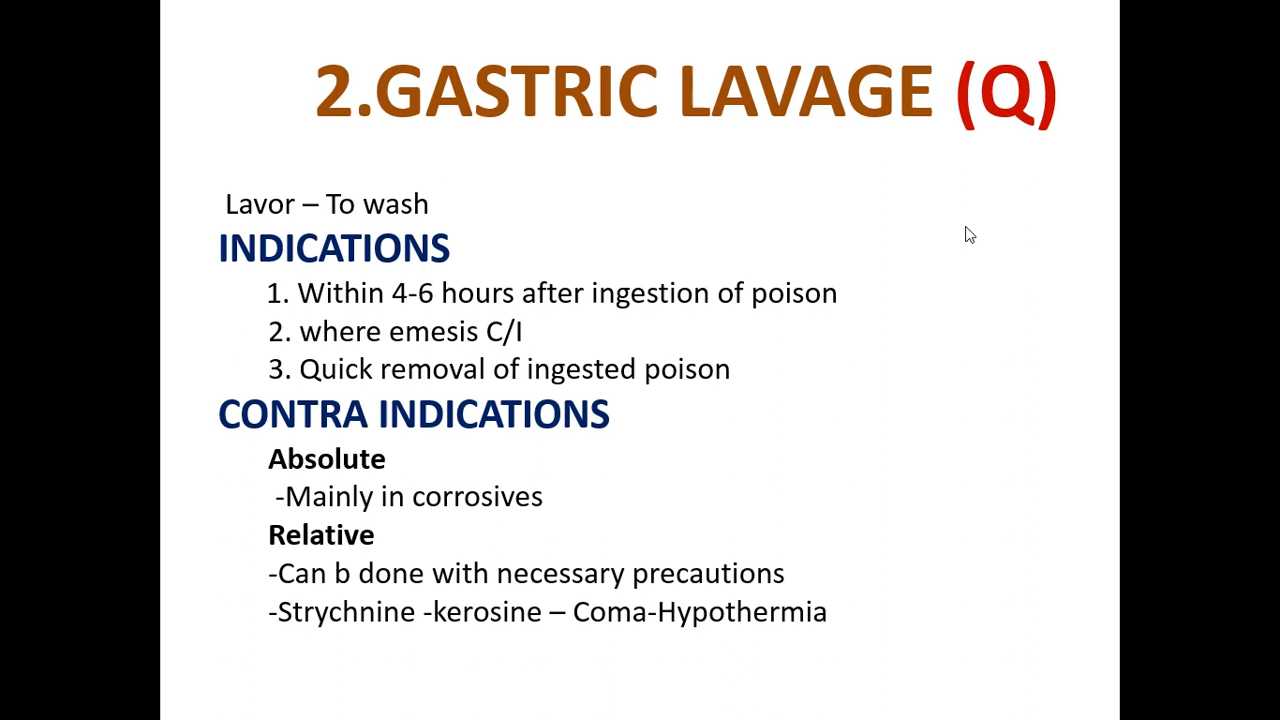 2.GASTRIC LAVAGE (Q)
Lavor – To wash
INDICATIONS
1. Within 4-6 hours after ingestion of poison
2. where emesis C/I
3. Quick removal of ingested poison
CONTRA INDICATIONS
Absolute
-Mainly in corrosives
Relative
-Can b done with necessary precautions
-Strychnine -kerosine – Coma-Hypothermia